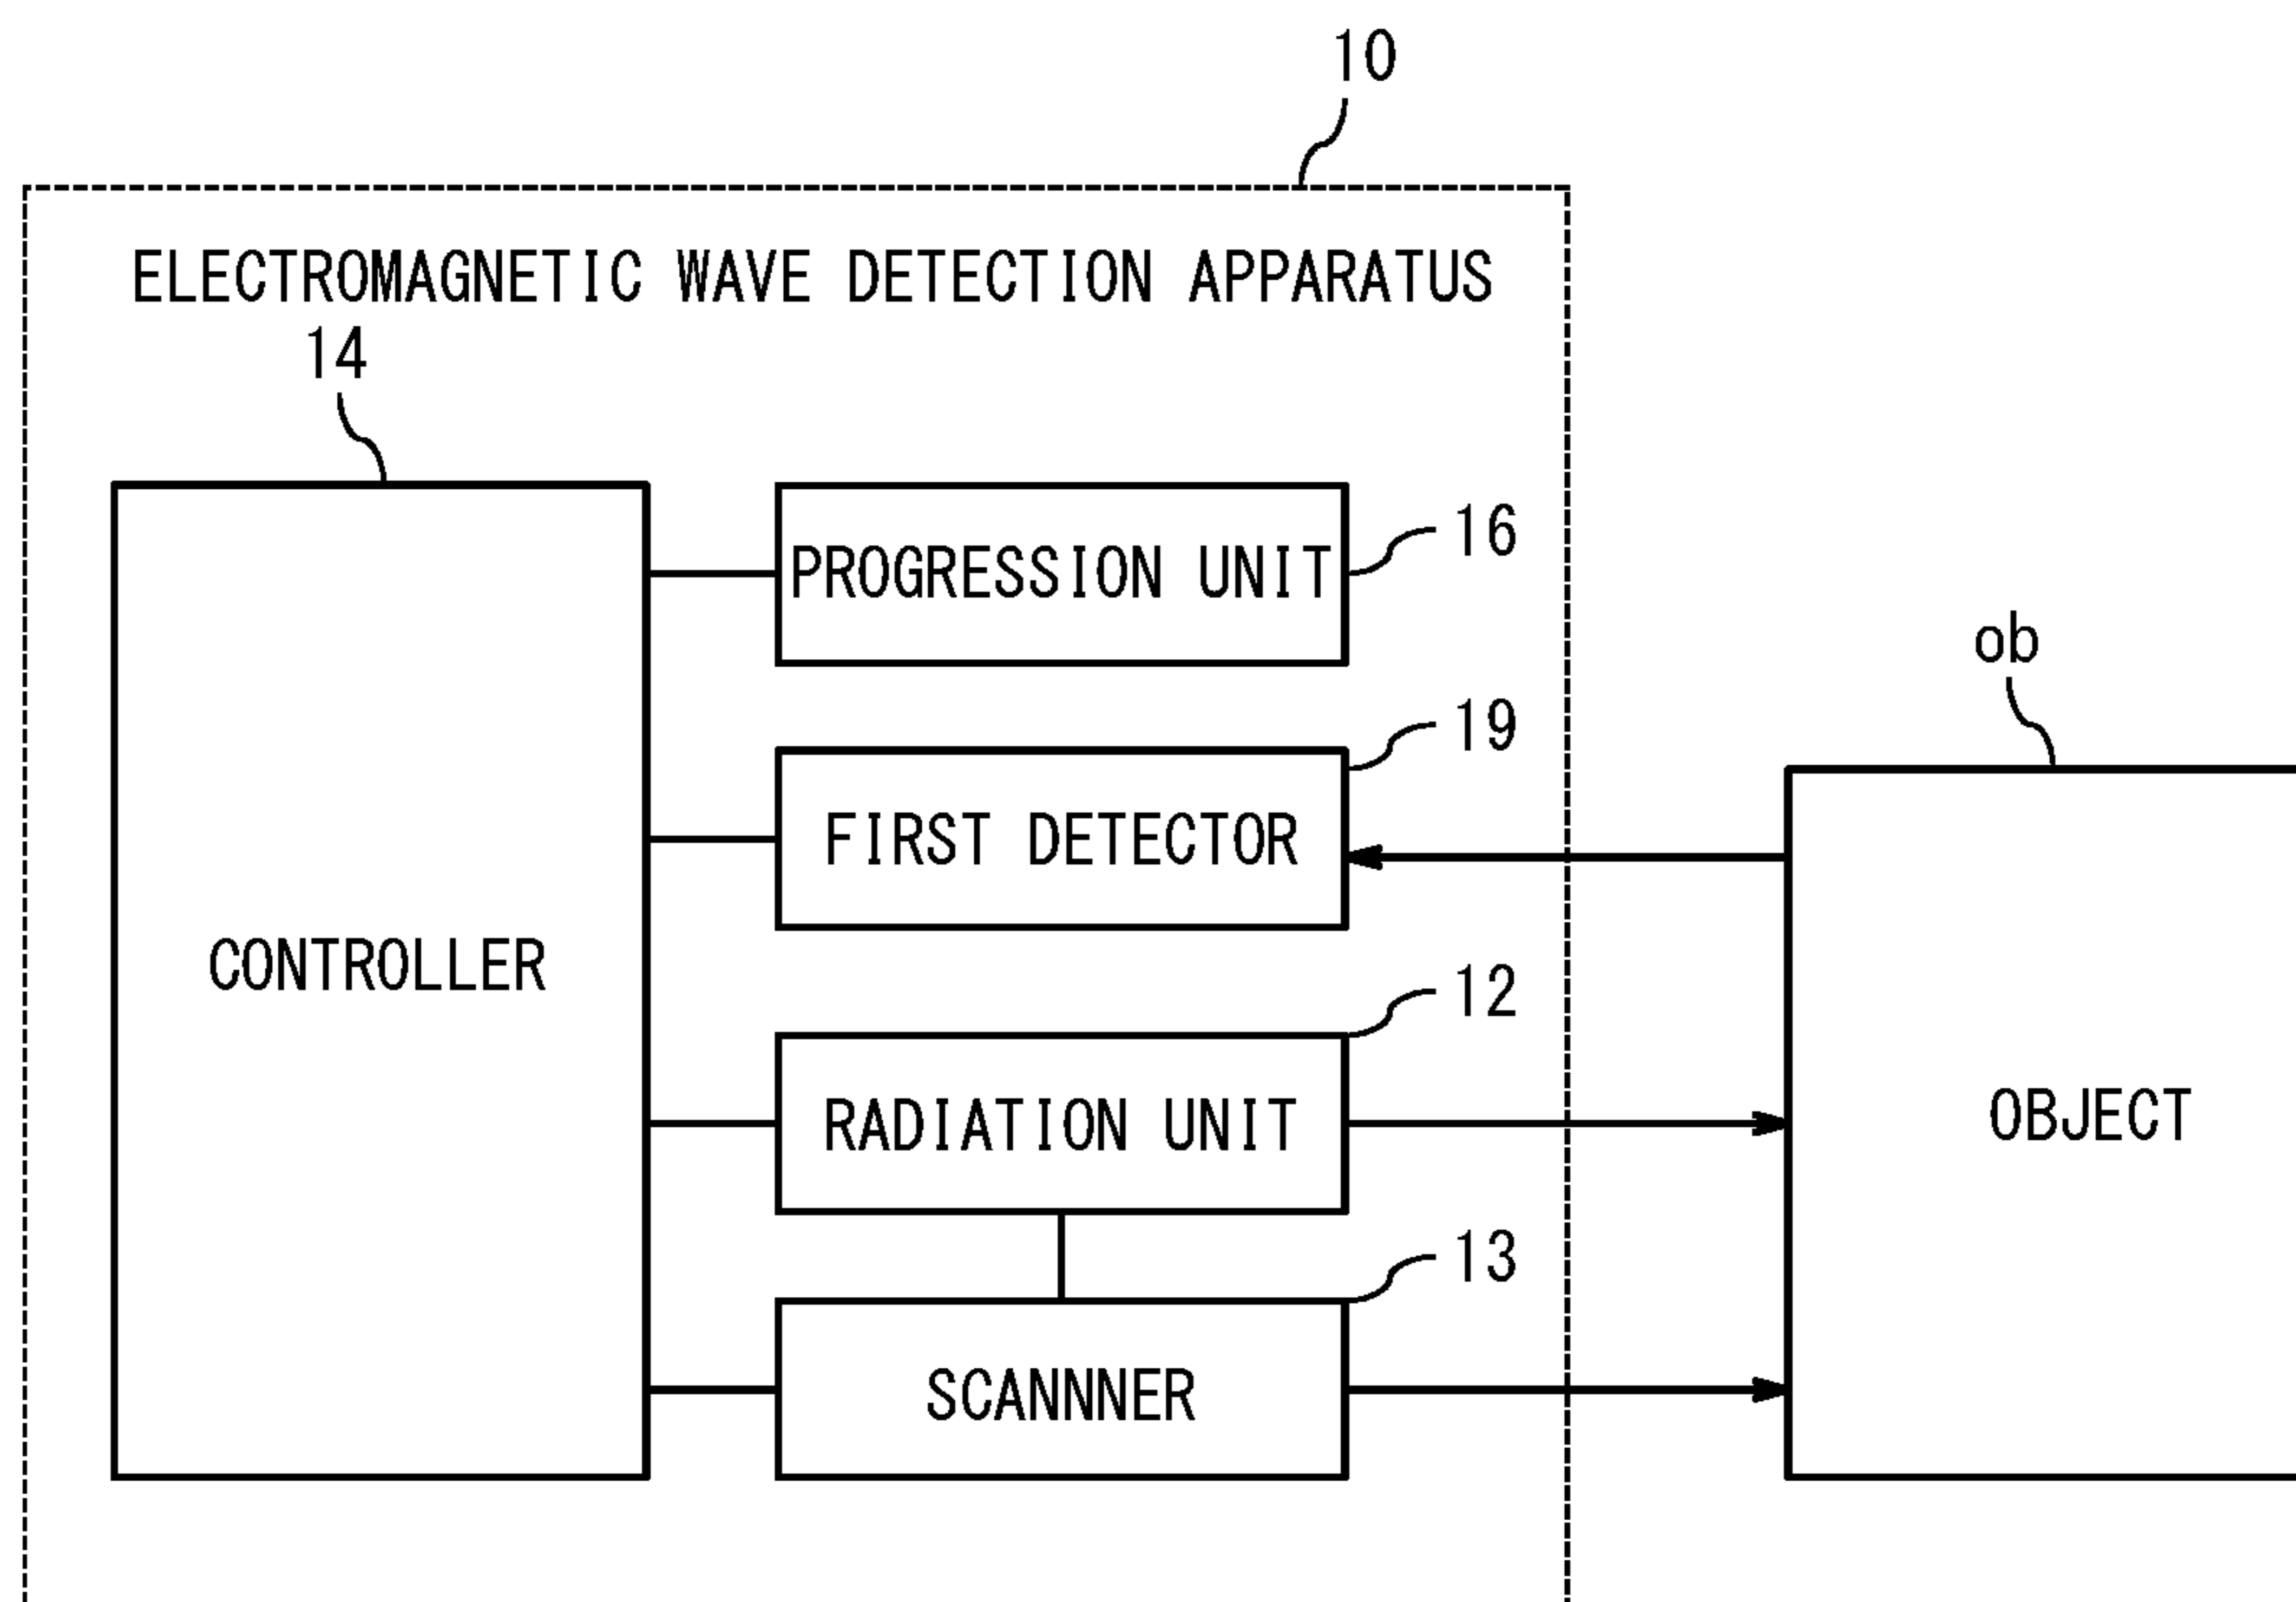 10
ELECTROMAGNETIC WAVE DETECTION APPARATUS
14
PROGRESSION UNIT
16
ob
19
FIRST DETECTOR
CONTROLLER
12
RADIATION UNIT
OBJECT
13
SCANNNER